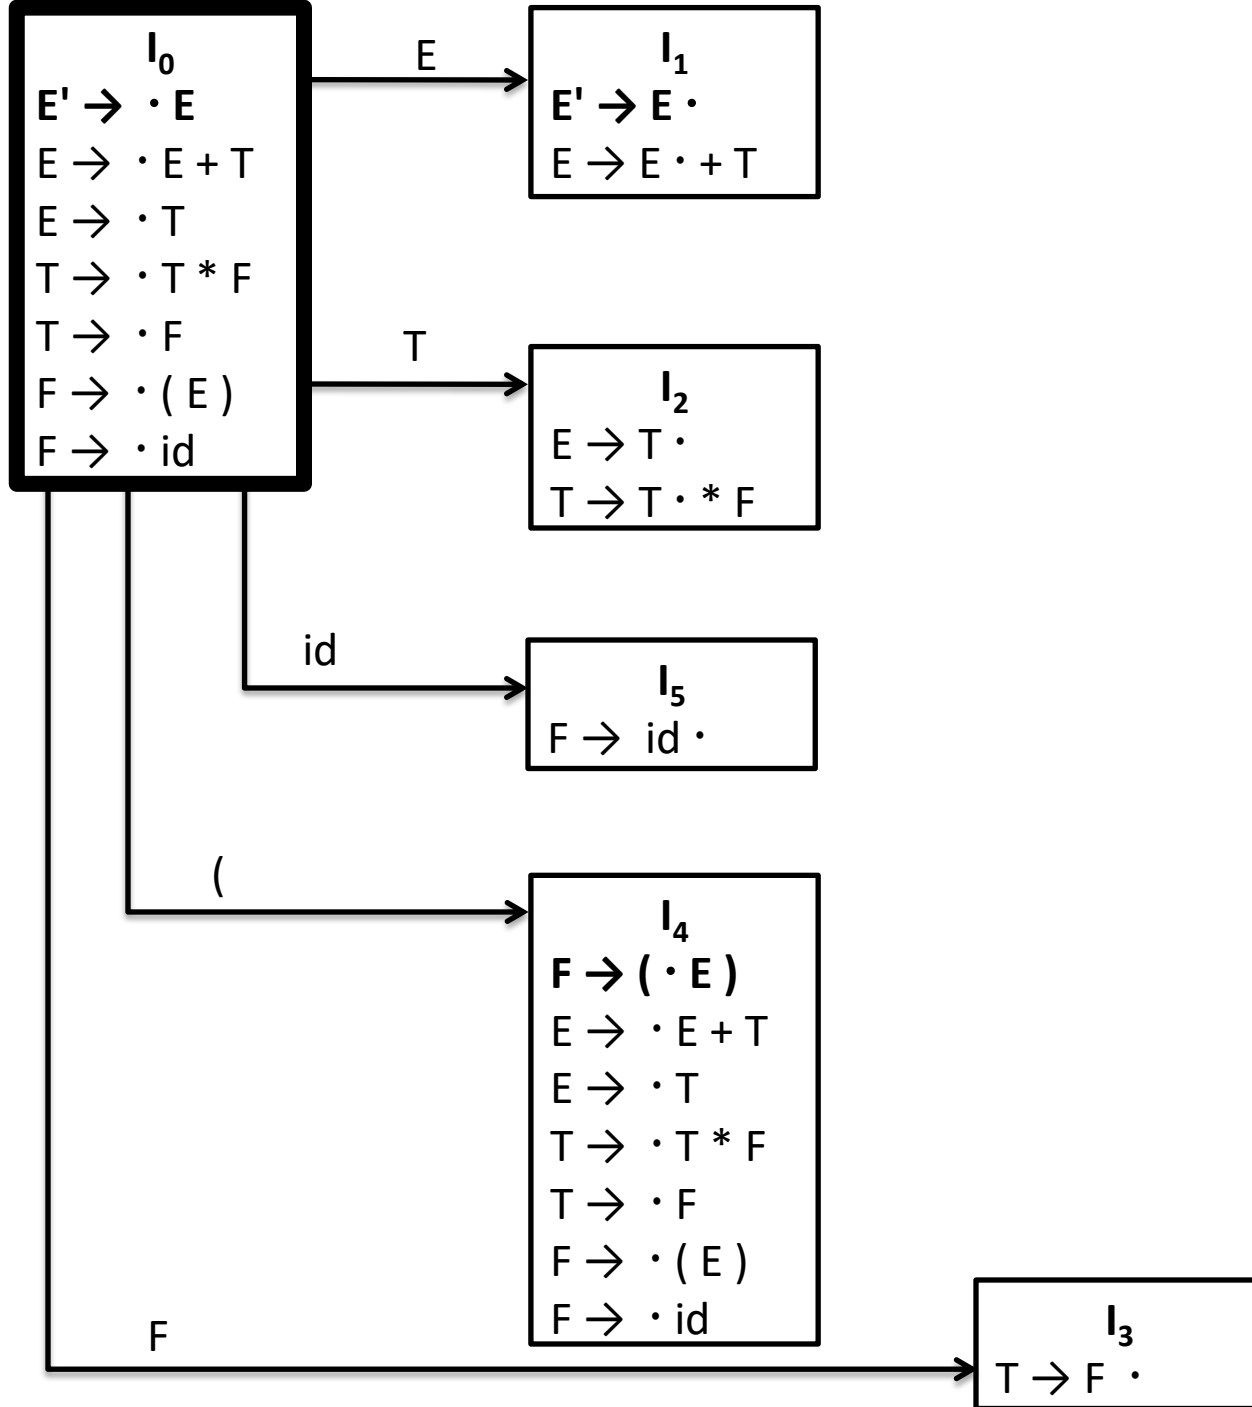 I₀
E' → · E
E → · E + T
E → · T
T → · T * F
T → · F
F → · ( E )
F → · id
E
I₁
E' → E ·
E → E · + T
T
I₂
E → T ·
T → T · * F
id
I₅
F → id ·
(
I₄
F → ( · E )
E → · E + T
E → · T
T → · T * F
T → · F
F → · ( E )
F → · id
F
I₃
T → F ·